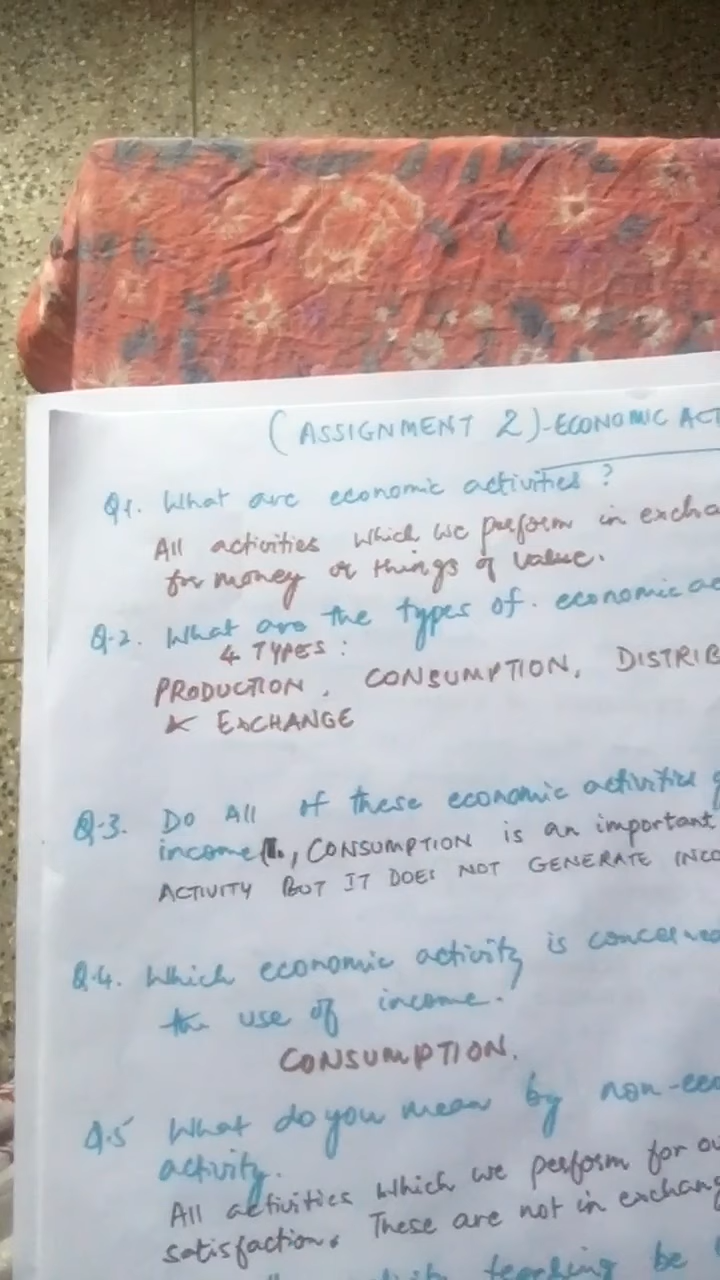 (ASSIGNMENT 2)-ECONOMIC ACT
Q1. What are economic activities?
All activities which we preform in excha
for money or things of value.
Q.2. What are the types of. economic ac
4 TYPES:
PRODUCTION, CONSUMPTION, DISTRIB
& EXCHANGE
Q.3. Do All of these economic activities g
income, CONSUMPTION is an important
ACTIVITY BUT IT DOES NOT GENERATE INCO
Q.4. Which economic activity is concerned
the use of income.
CONSUMPTION.
Q.5 What do you mean by non-eco
activity.
All activities which we perform for ou
satisfaction. These are not in exchang
teaching be